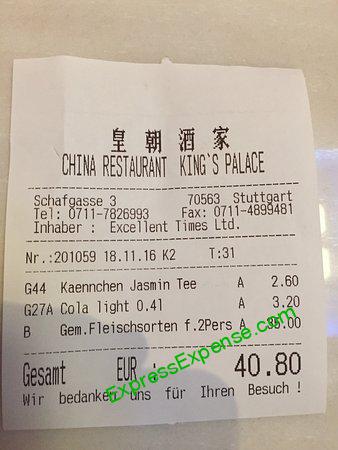 皇朝酒家
CHINA RESTAURANT KING'S PALACE
Schafgasse 3 70563 Stuttgart
Tel: 0711-7826993 Fax: 0711-4899481
Inhaber : Excellent Times Ltd.
Nr.:201059 18.11.16 K2 T:31
G44 Kaennchen Jasmin Tee A 2.60
G27A Cola light 0.4l A 3.20
B Gem.Fleischsorten f.2Pers A 35.00
Gesamt EUR : 40.80
Wir bedanken uns für Ihren Besuch !
ExpressExpense.com